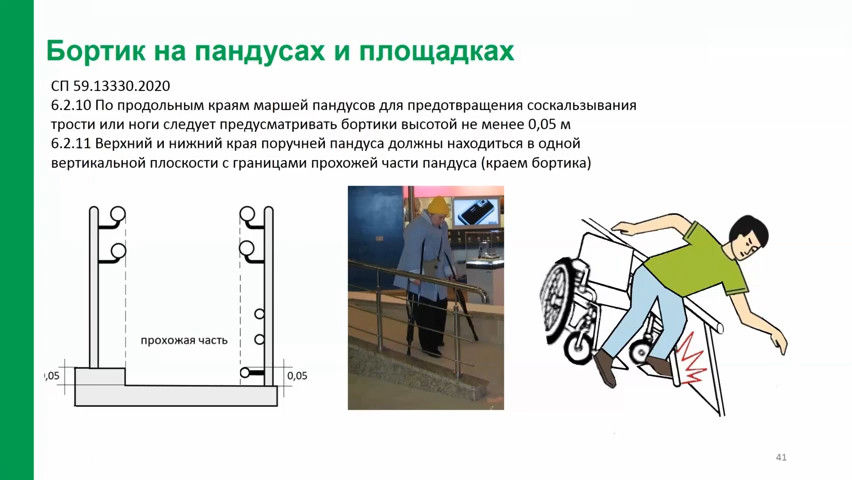 Бортик на пандусах и площадках
СП 59.13330.2020
6.2.10 По продольным краям маршей пандусов для предотвращения соскальзывания
трости или ноги следует предусматривать бортики высотой не менее 0,05 м
6.2.11 Верхний и нижний края поручней пандуса должны находиться в одной
вертикальной плоскости с границами прохожей части пандуса (краем бортика)
прохожая часть
,05
0,05
41